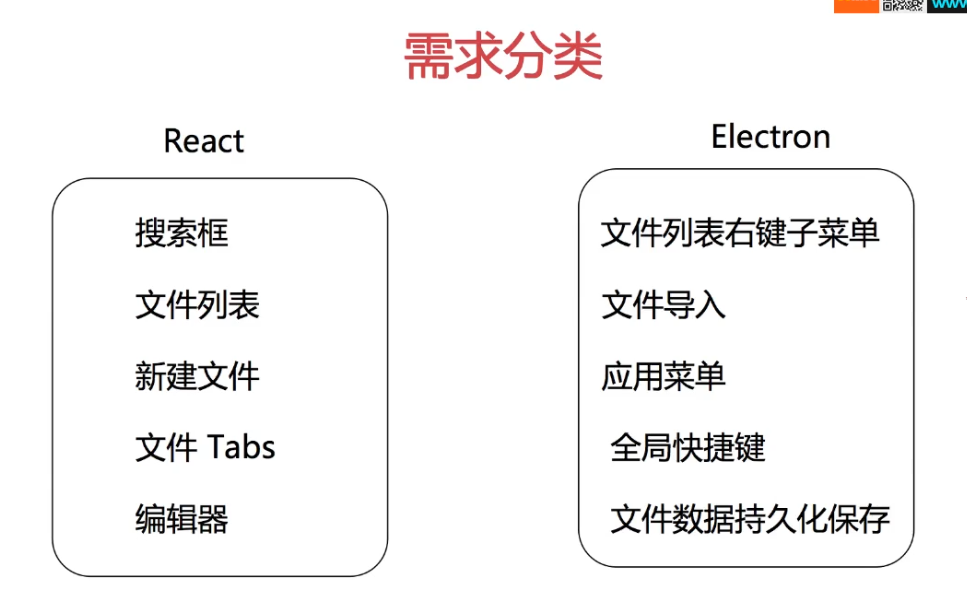 需求分类
React
搜索框
文件列表
新建文件
文件 Tabs
编辑器
Electron
文件列表右键子菜单
文件导入
应用菜单
全局快捷键
文件数据持久化保存